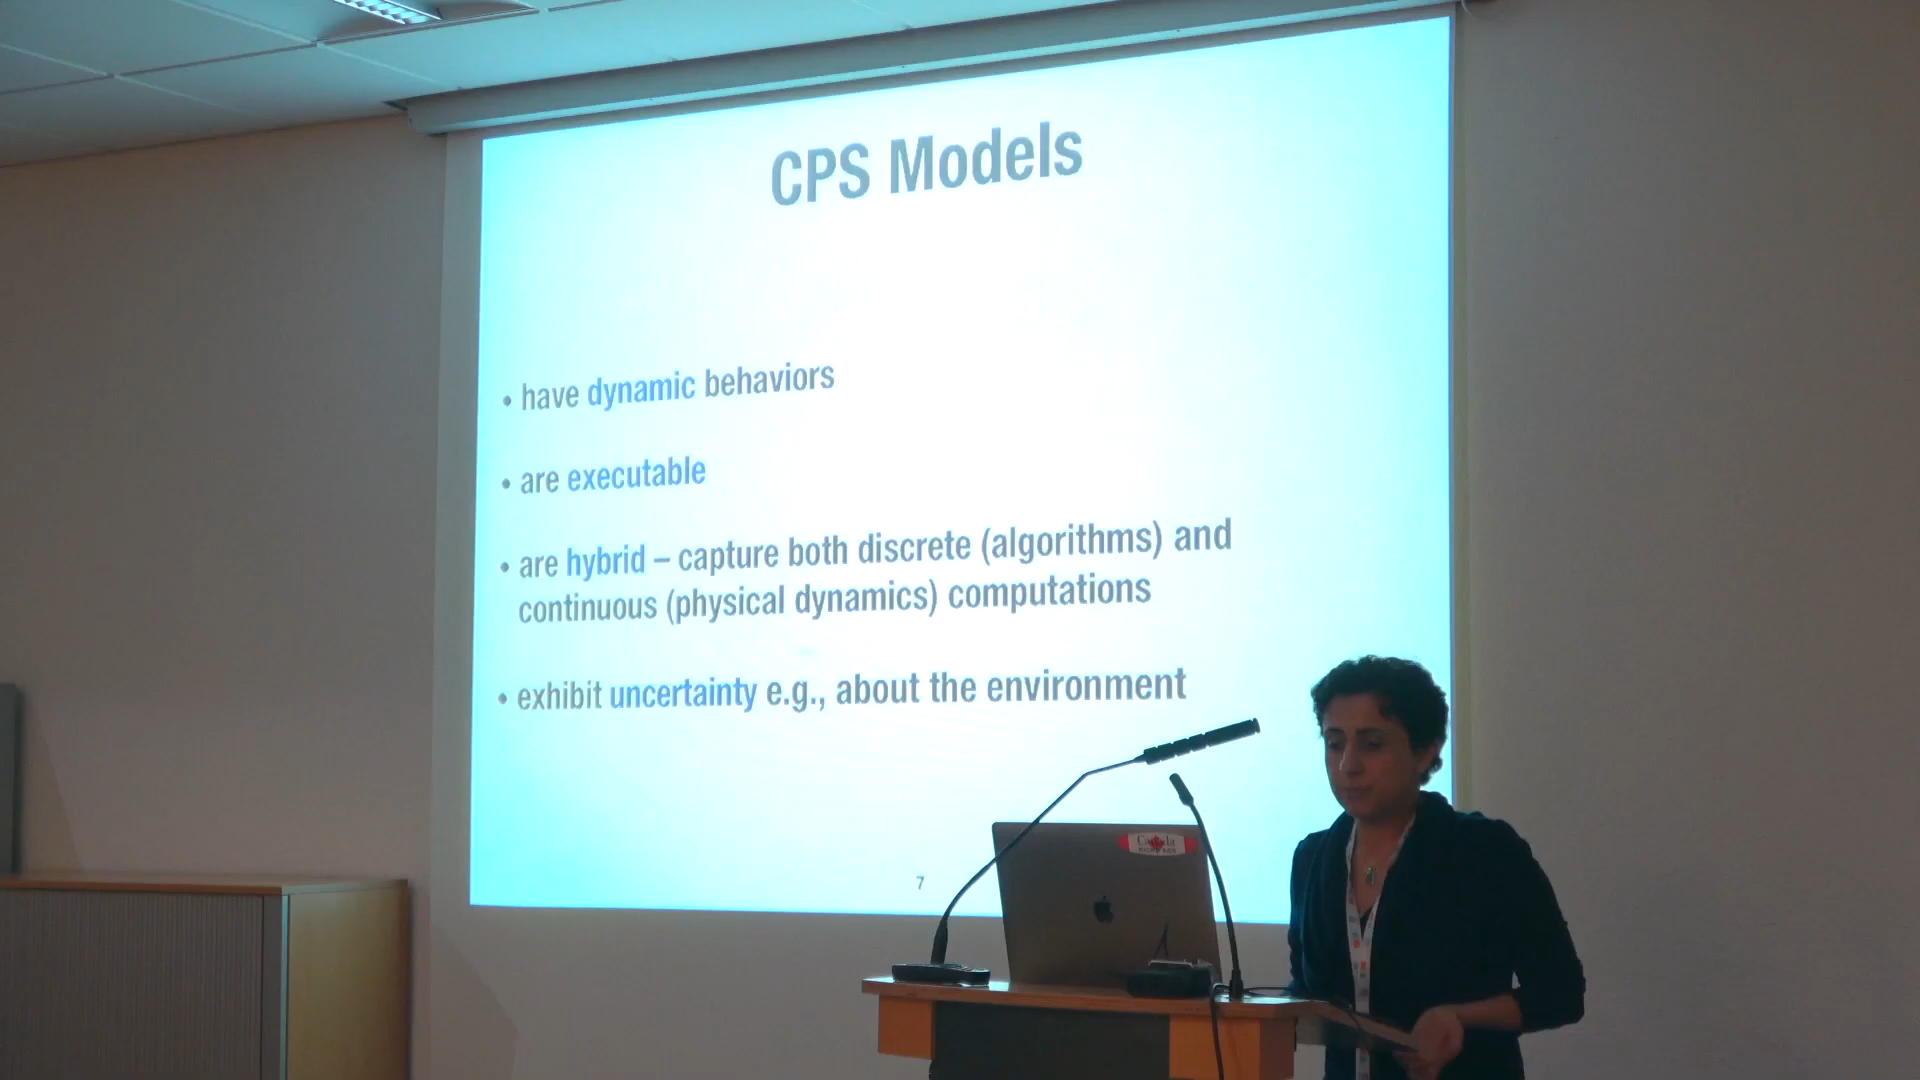 CPS Models
• have dynamic behaviors
• are executable
• are hybrid – capture both discrete (algorithms) and
continuous (physical dynamics) computations
• exhibit uncertainty e.g., about the environment
7
Canada